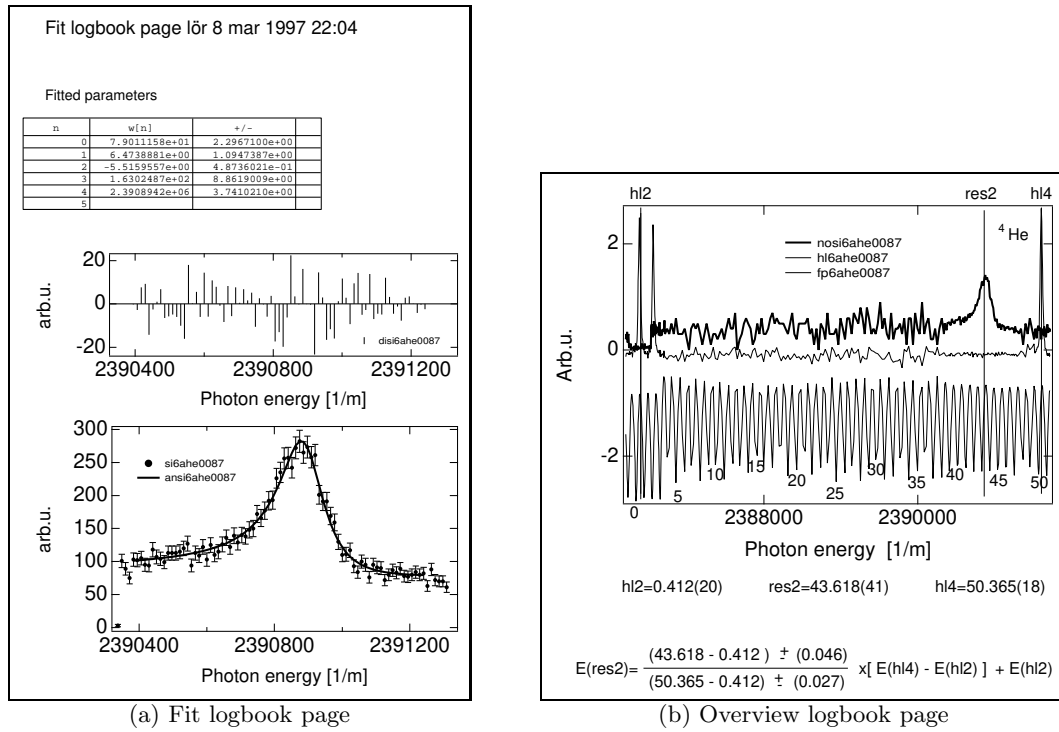 Fit logbook page lör 8 mar 1997 22:04
Fitted parameters
n w[n] +/-
0 7.9011158e+01 2.2967100e+00
1 6.4738881e+00 1.0947387e+00
2 -5.5159557e+00 4.8736021e-01
3 1.6302487e+02 8.8619009e+00
4 2.3908942e+06 3.7410210e+00
5
20
0
-20
arb.u.
disi6ahe0087
2390400 2390800 2391200
Photon energy [1/m]
300
250
200
150
100
50
0
arb.u.
si6ahe0087
ansi6ahe0087
2390400 2390800 2391200
Photon energy [1/m]
(a) Fit logbook page
hl2 res2 hl4
4 He
nosi6ahe0087
hl6ahe0087
fp6ahe0087
2
0
-2
Arb.u.
0 5 10 15 20 25 30 35 40 45 50
2388000 2390000
Photon energy [1/m]
hl2=0.412(20) res2=43.618(41) hl4=50.365(18)
(43.618 - 0.412 ) ± (0.046)
E(res2)= x[ E(hl4) - E(hl2) ] + E(hl2)
(50.365 - 0.412) ± (0.027)
(b) Overview logbook page